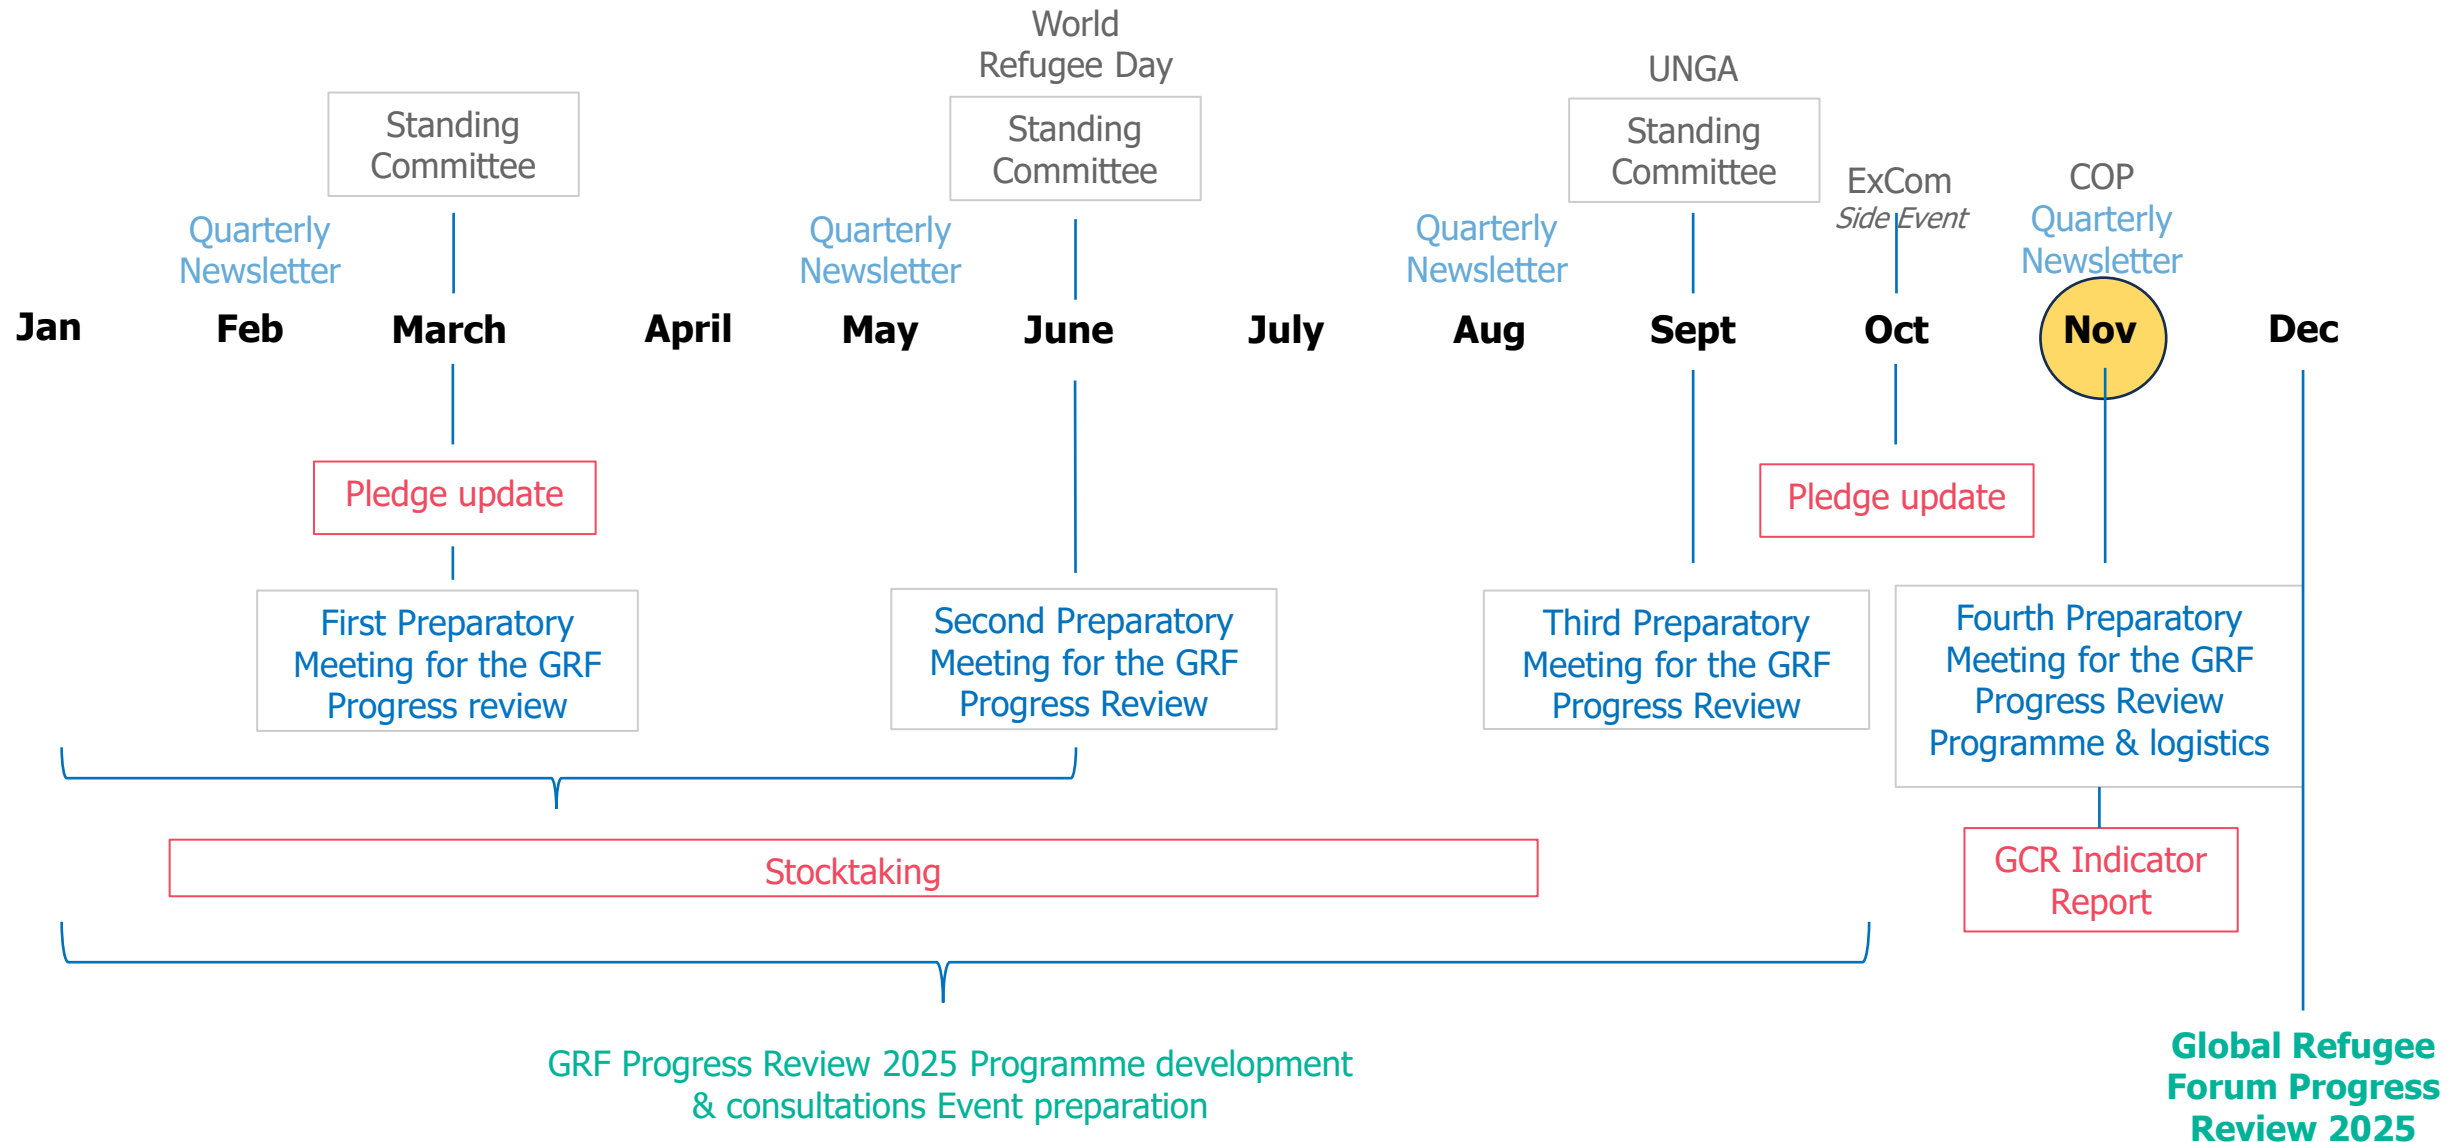 World
Refugee Day
UNGA
Standing
Committee
Standing
Committee
Standing
Committee
ExCom
Side Event
COP
Quarterly
Newsletter
Quarterly
Newsletter
Quarterly
Newsletter
Quarterly
Newsletter
Jan
Feb
March
April
May
June
July
Aug
Sept
Oct
Nov
Dec
Pledge update
Pledge update
First Preparatory
Meeting for the GRF
Progress review
Second Preparatory
Meeting for the GRF
Progress Review
Third Preparatory
Meeting for the GRF
Progress Review
Fourth Preparatory
Meeting for the GRF
Progress Review
Programme & logistics
Stocktaking
GCR Indicator
Report
GRF Progress Review 2025 Programme development
& consultations Event preparation
Global Refugee
Forum Progress
Review 2025